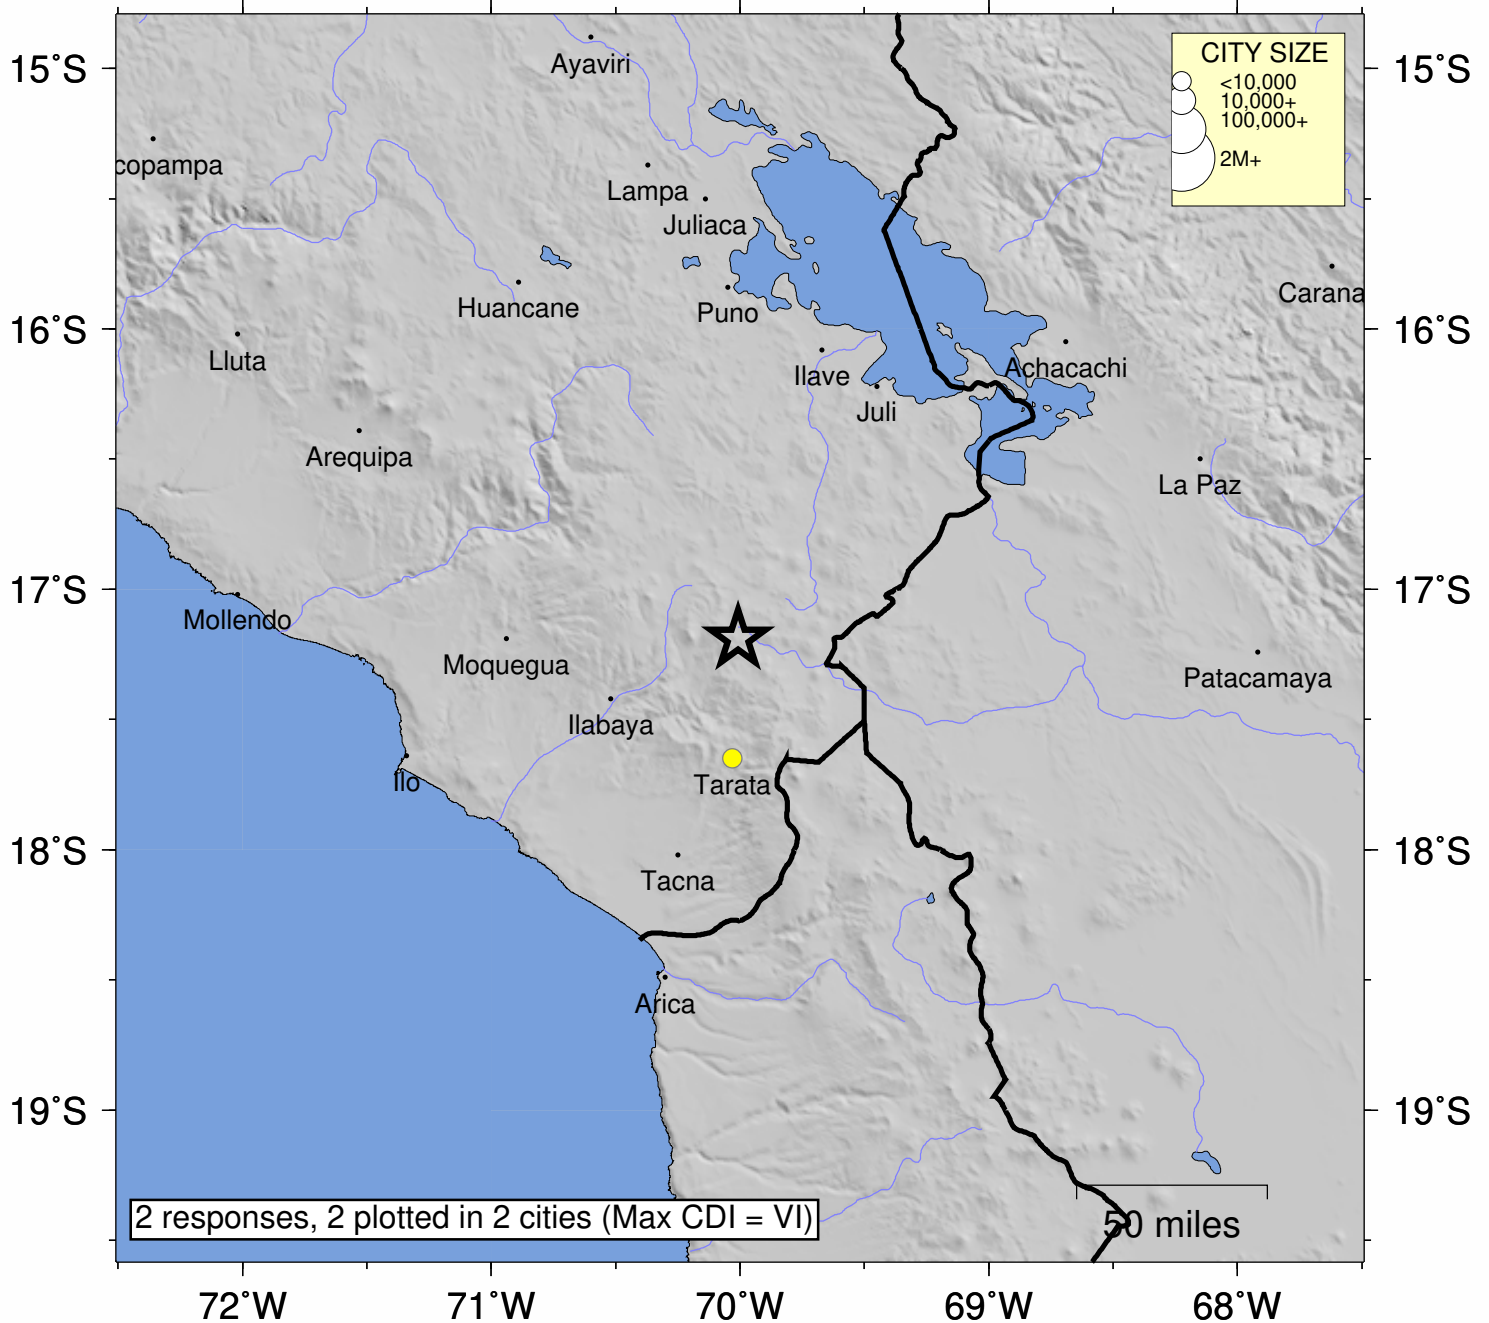 15°S
15°S
Ayaviri
CITY SIZE
<10,000
10,000+
100,000+
2M+
copampa
Lampa
Juliaca
Carana
Huancane
Puno
16°S
16°S
Lluta
Ilave
Achacachi
Juli
Arequipa
La Paz
17°S
17°S
Mollendo
Moquegua
Patacamaya
Ilabaya
Ilo
Tarata
18°S
18°S
Tacna
Arica
19°S
19°S
2 responses, 2 plotted in 2 cities (Max CDI = VI)
50 miles
72°W
71°W
70°W
69°W
68°W